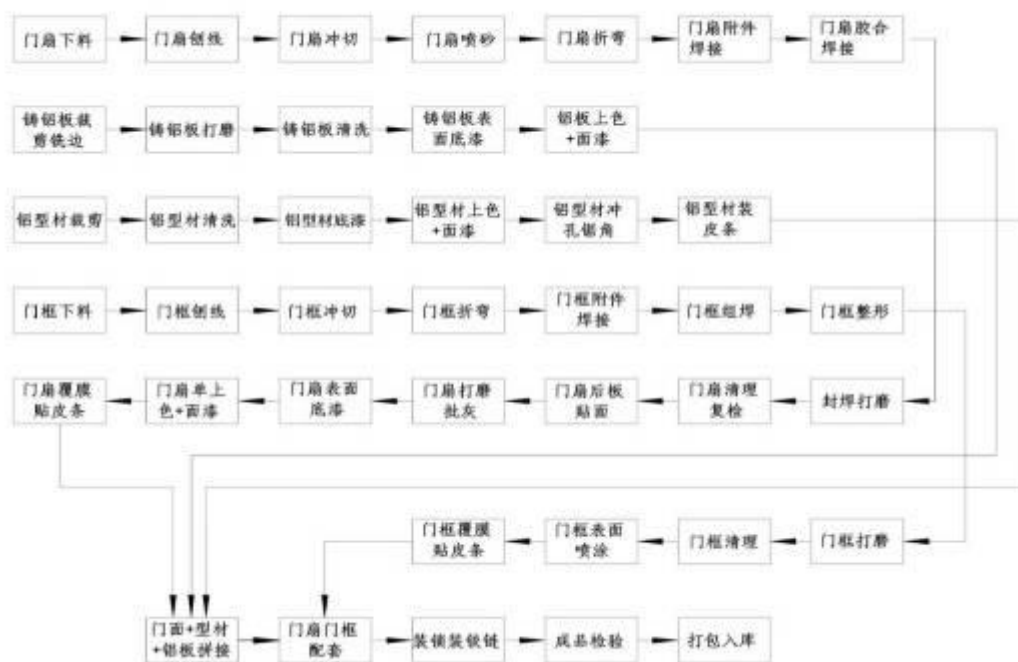 门扇下料
门扇刨线
门扇冲切
门扇喷砂
门扇折弯
门扇附件
焊接
门扇胶合
焊接
铸铝板裁
剪铣边
铸铝板打磨
铸铝板清洗
铸铝板表
面底漆
铝板上色
+面漆
铝型材裁剪
铝型材清洗
铝型材底漆
铝型材上色
+面漆
铝型材冲
孔锯角
铝型材装
皮条
门框下料
门框刨线
门框冲切
门框折弯
门框附件
焊接
门框组焊
门框整形
门扇覆膜
贴皮条
门扇单上
色+面漆
门扇表面
底漆
门扇打磨
批灰
门扇后板
贴面
门扇清理
复检
封焊打磨
门框覆膜
贴皮条
门框表面
喷涂
门框清理
门框打磨
门面+型材
+铝板拼接
门扇门框
配套
装锁装铰链
成品检验
打包入库